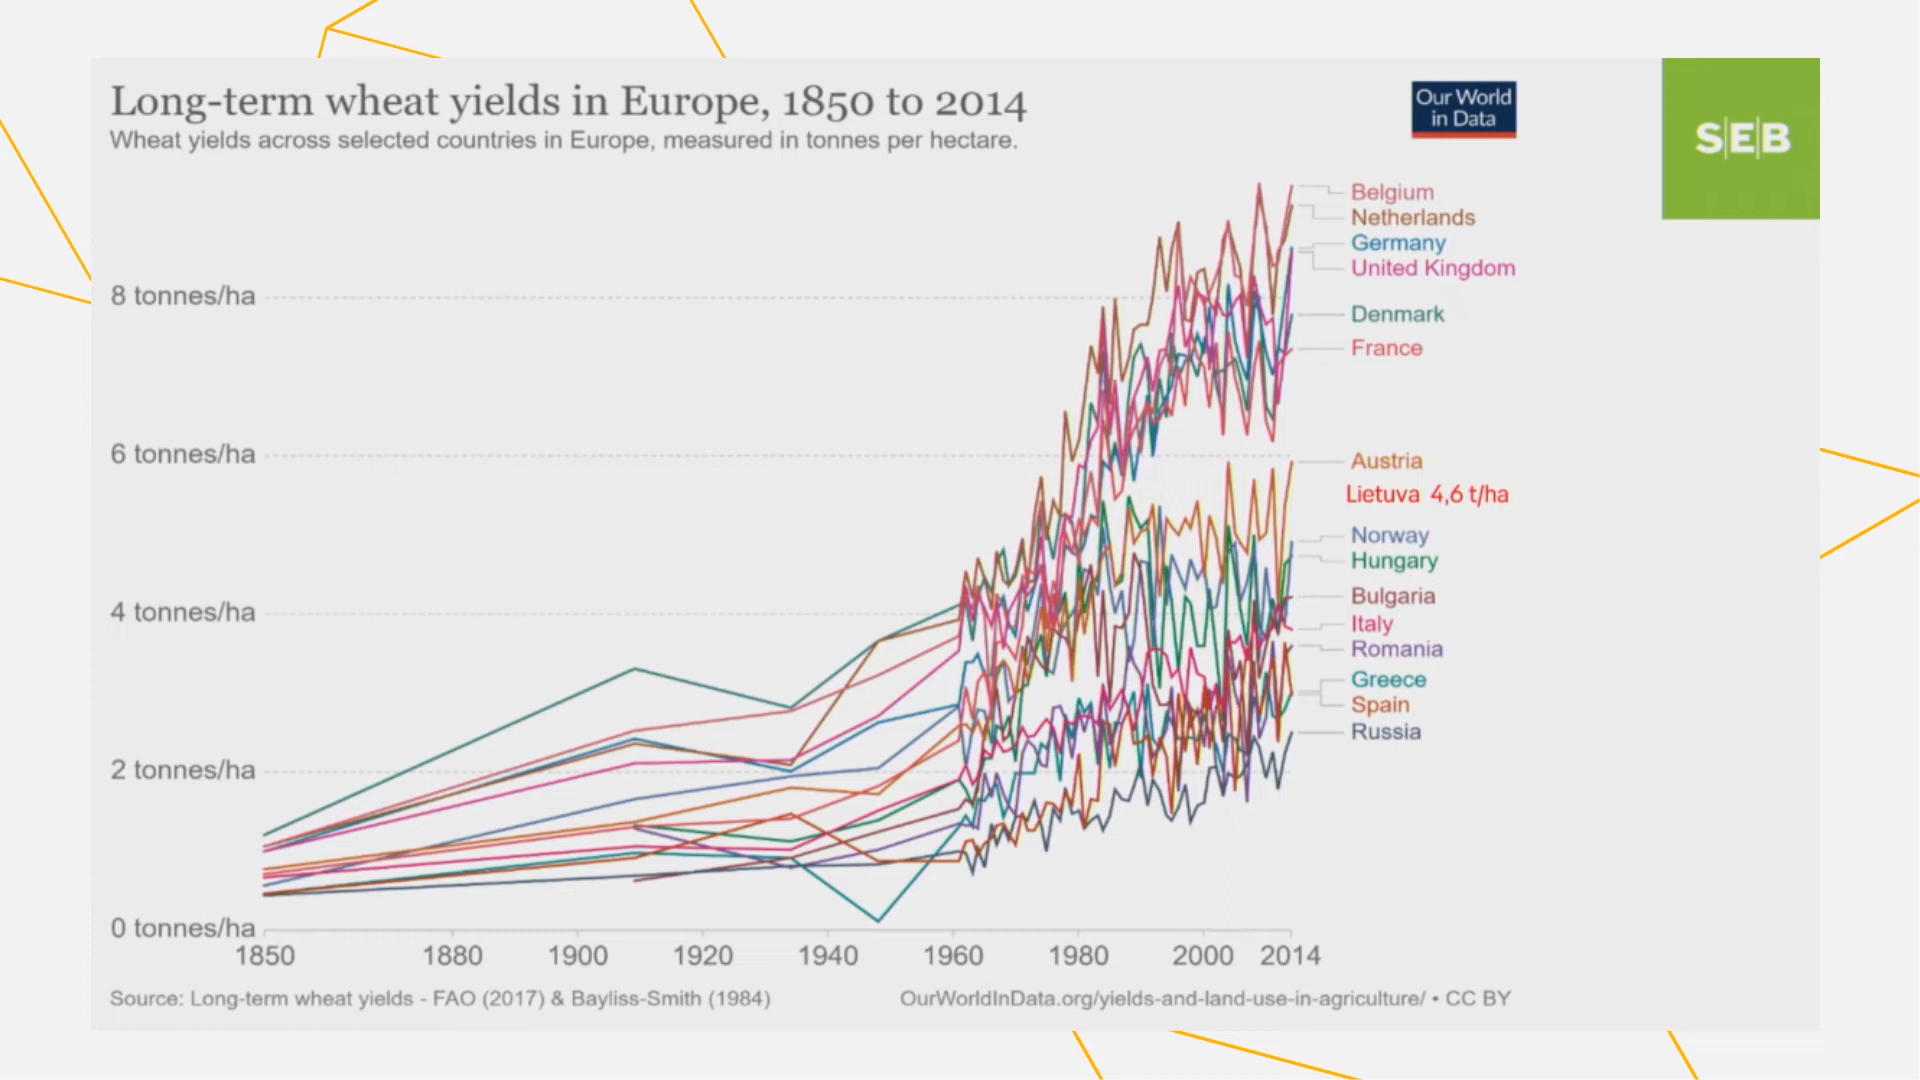 Long-term wheat yields in Europe, 1850 to 2014
Wheat yields across selected countries in Europe, measured in tonnes per hectare.
Our World
in Data
S|E|B
Belgium
Netherlands
Germany
United Kingdom
8 tonnes/ha
Denmark
France
6 tonnes/ha
Austria
Lietuva 4,6 t/ha
Norway
Hungary
Bulgaria
4 tonnes/ha
Italy
Romania
Greece
Spain
Russia
2 tonnes/ha
0 tonnes/ha
1850 1880 1900 1920 1940 1960 1980 2000 2014
Source: Long-term wheat yields - FAO (2017) & Bayliss-Smith (1984)
OurWorldInData.org/yields-and-land-use-in-agriculture/ • CC BY